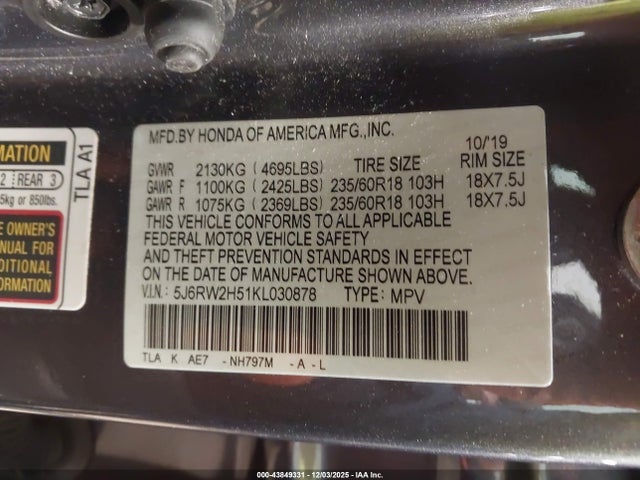 MATION
2 REAR 3
5kg or 850lbs.
E OWNER'S
ANUAL FOR
DITIONAL
ORMATION
TLA A1
MFD.BY HONDA OF AMERICA MFG.,INC.
10/'19
GVWR 2130KG (4695LBS) TIRE SIZE RIM SIZE
GAWR F 1100KG (2425LBS) 235/60R18 103H 18X7.5J
GAWR R 1075KG (2369LBS) 235/60R18 103H 18X7.5J
THIS VEHICLE CONFORMS TO ALL APPLICABLE
FEDERAL MOTOR VEHICLE SAFETY
AND THEFT PREVENTION STANDARDS IN EFFECT
ON THE DATE OF MANUFACTURE SHOWN ABOVE.
V.I.N.: 5J6RW2H51KL030878 TYPE: MPV
TLA K AE7 -NH797M -A-L
000-43849331 - 12/03/2025 - IAA Inc.